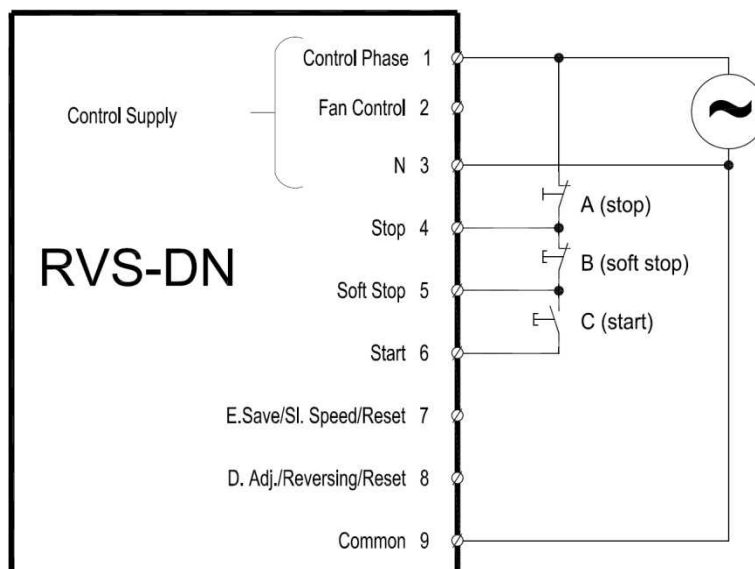 Control Phase 1
Fan Control 2
Control Supply
N 3
A (stop)
Stop 4
RVS-DN
B (soft stop)
Soft Stop 5
C (start)
Start 6
E.Save/Sl. Speed/Reset 7
D. Adj./Reversing/Reset 8
Common 9